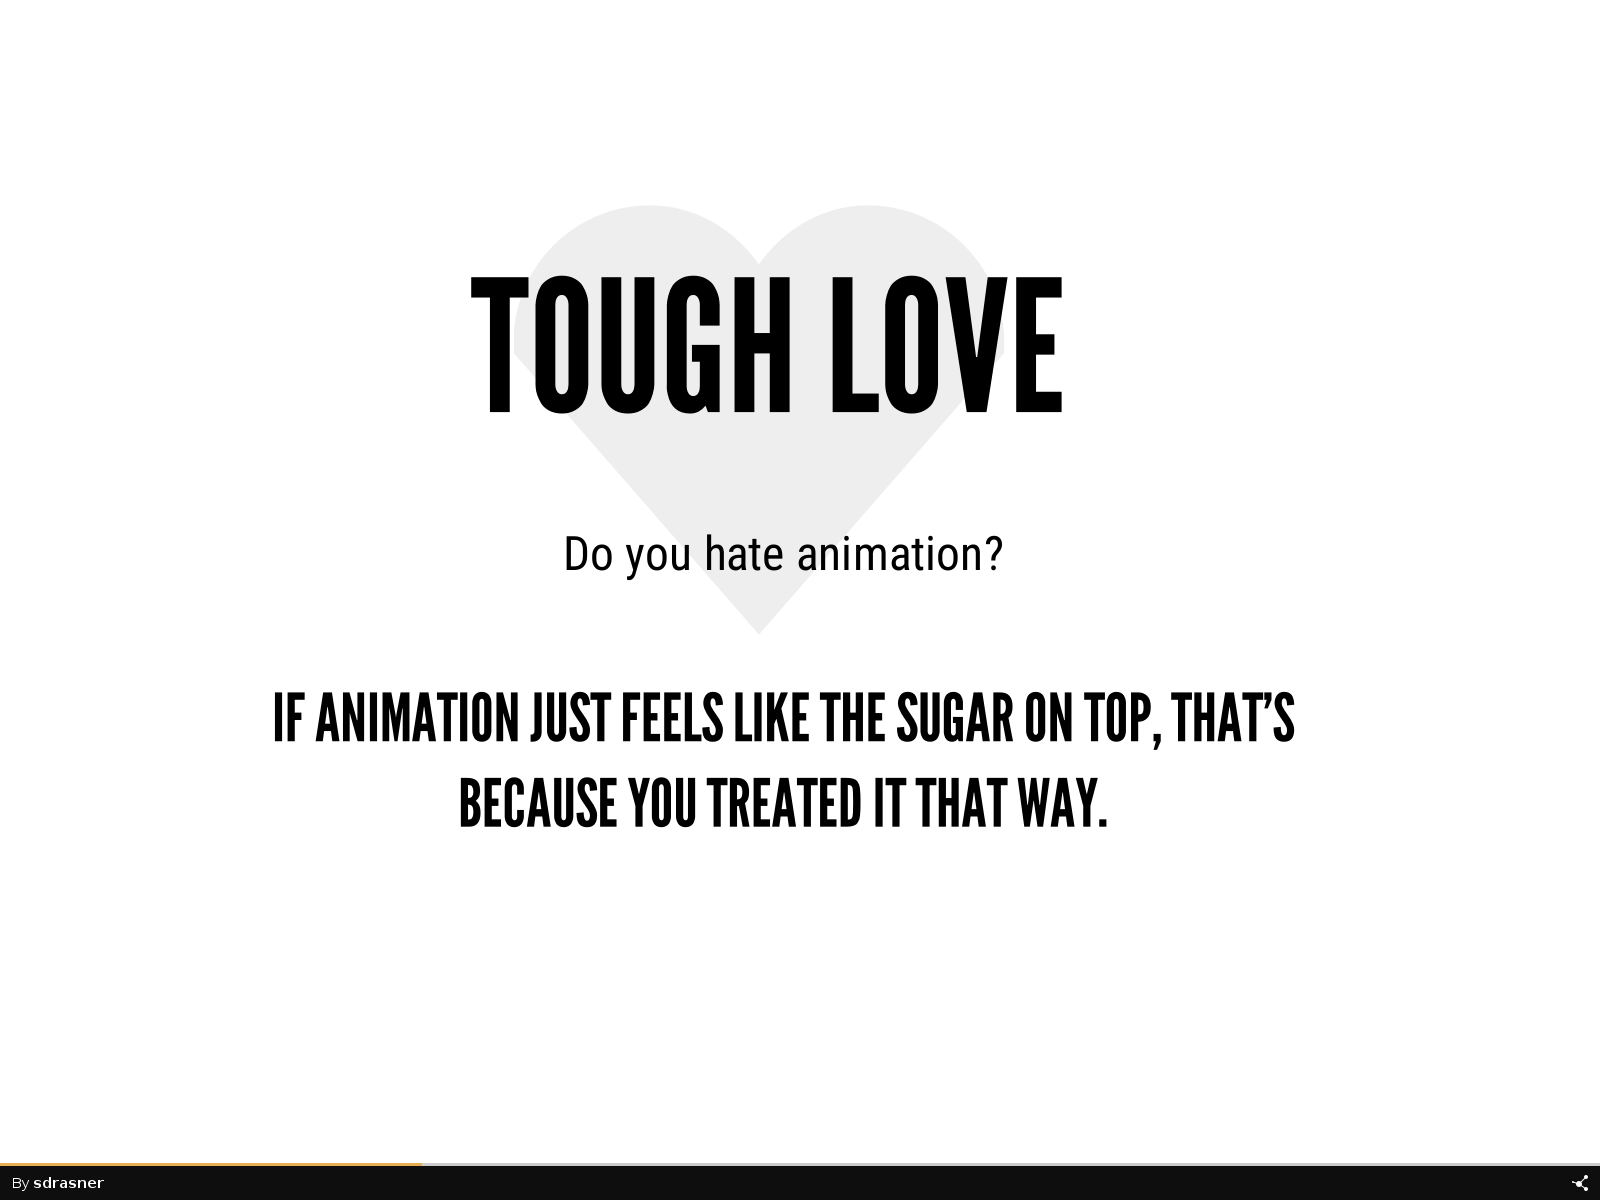 TOUGH LOVE
Do you hate animation?
IF ANIMATION JUST FEELS LIKE THE SUGAR ON TOP, THAT’S
BECAUSE YOU TREATED IT THAT WAY.
By sdrasner